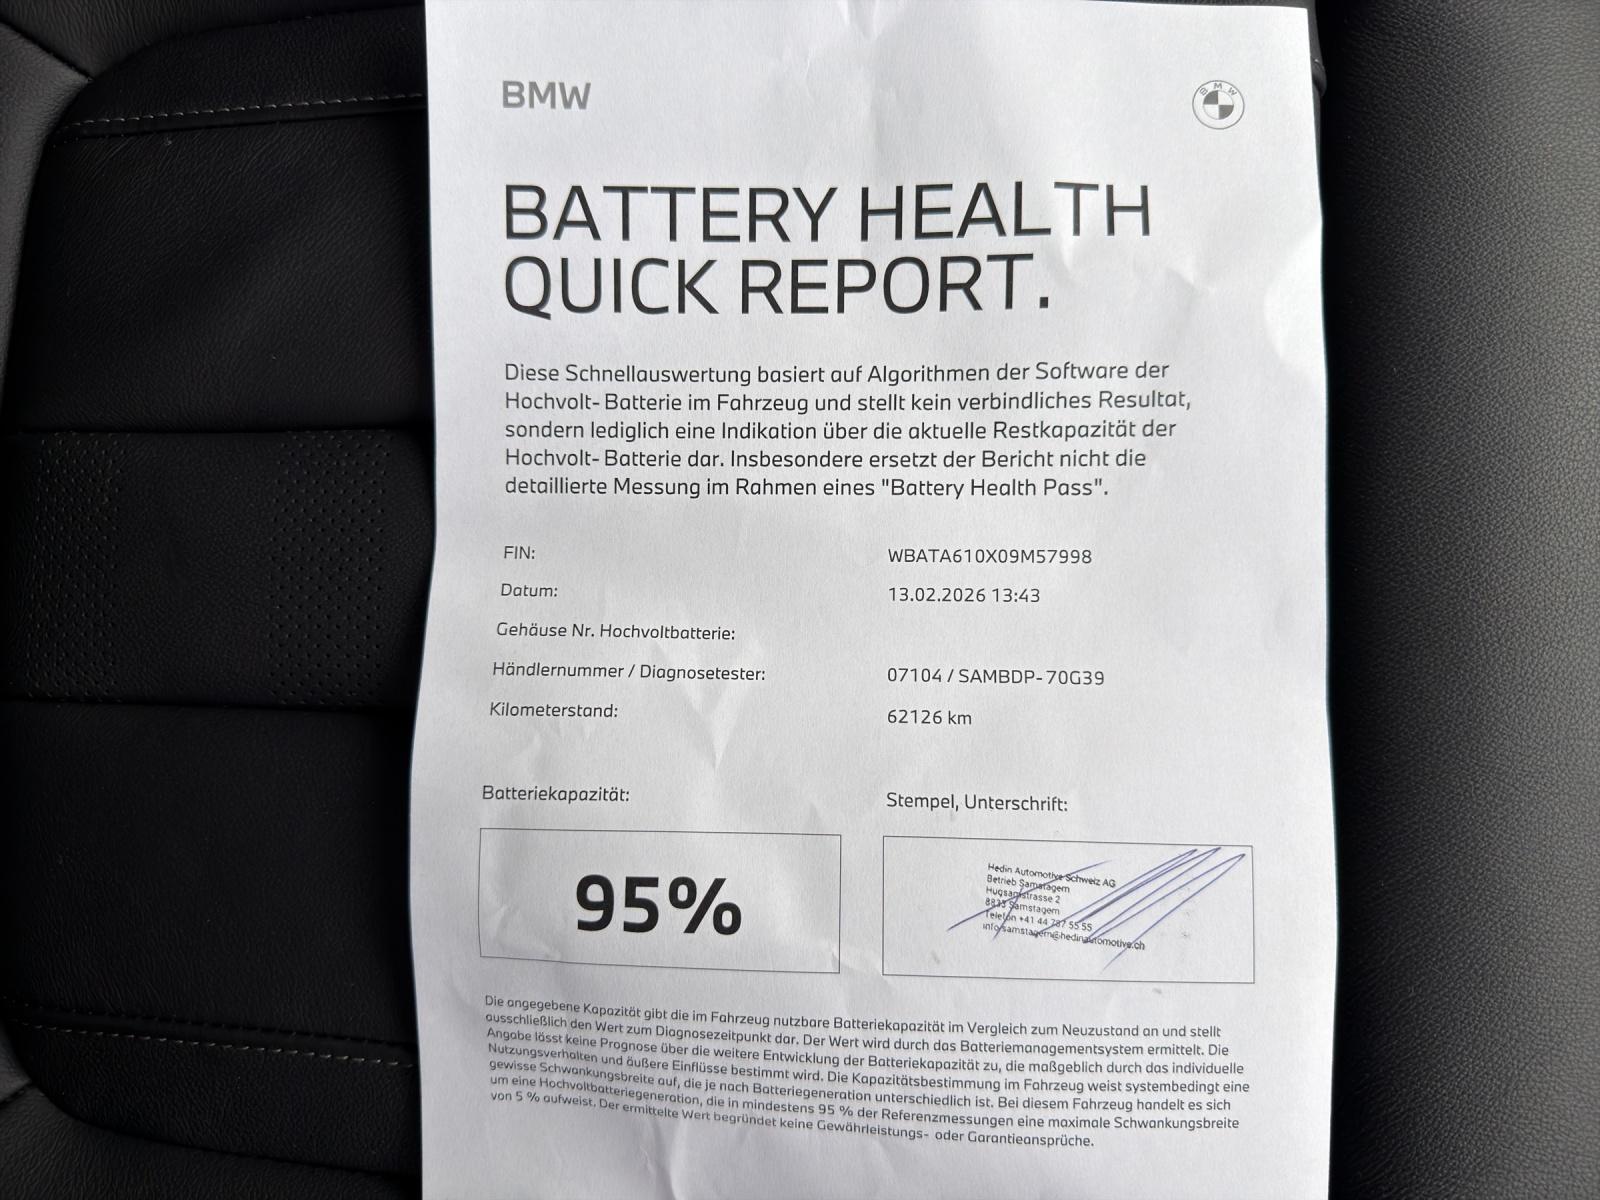 BMW
BMW
BATTERY HEALTH
QUICK REPORT.
Diese Schnellauswertung basiert auf Algorithmen der Software der
Hochvolt- Batterie im Fahrzeug und stellt kein verbindliches Resultat,
sondern lediglich eine Indikation über die aktuelle Restkapazität der
Hochvolt- Batterie dar. Insbesondere ersetzt der Bericht nicht die
detaillierte Messung im Rahmen eines "Battery Health Pass".
FIN: WBATA610X09M57998
Datum: 13.02.2026 13:43
Gehäuse Nr. Hochvoltbatterie:
Händlernummer / Diagnosetester: 07104 / SAMBDP-70G39
Kilometerstand: 62126 km
Batteriekapazität: Stempel, Unterschrift:
95%
Hedin Automotive Schweiz AG
Betrieb Samstagern
Hugsamstrasse 2
8833 Samstagern
Telefon +41 44 787 55 55
info.samstagern@hedinautomotive.ch
Die angegebene Kapazität gibt die im Fahrzeug nutzbare Batteriekapazität im Vergleich zum Neuzustand an und stellt
ausschließlich den Wert zum Diagnosezeitpunkt dar. Der Wert wird durch das Batteriemanagementsystem ermittelt. Die
Angabe lässt keine Prognose über die weitere Entwicklung der Batteriekapazität zu, die maßgeblich durch das individuelle
Nutzungsverhalten und äußere Einflüsse bestimmt wird. Die Kapazitätsbestimmung im Fahrzeug weist systembedingt eine
gewisse Schwankungsbreite auf, die je nach Batteriegeneration unterschiedlich ist. Bei diesem Fahrzeug handelt es sich
um eine Hochvoltbatteriegeneration, die in mindestens 95 % der Referenzmessungen eine maximale Schwankungsbreite
von 5 % aufweist. Der ermittelte Wert begründet keine Gewährleistungs- oder Garantieansprüche.